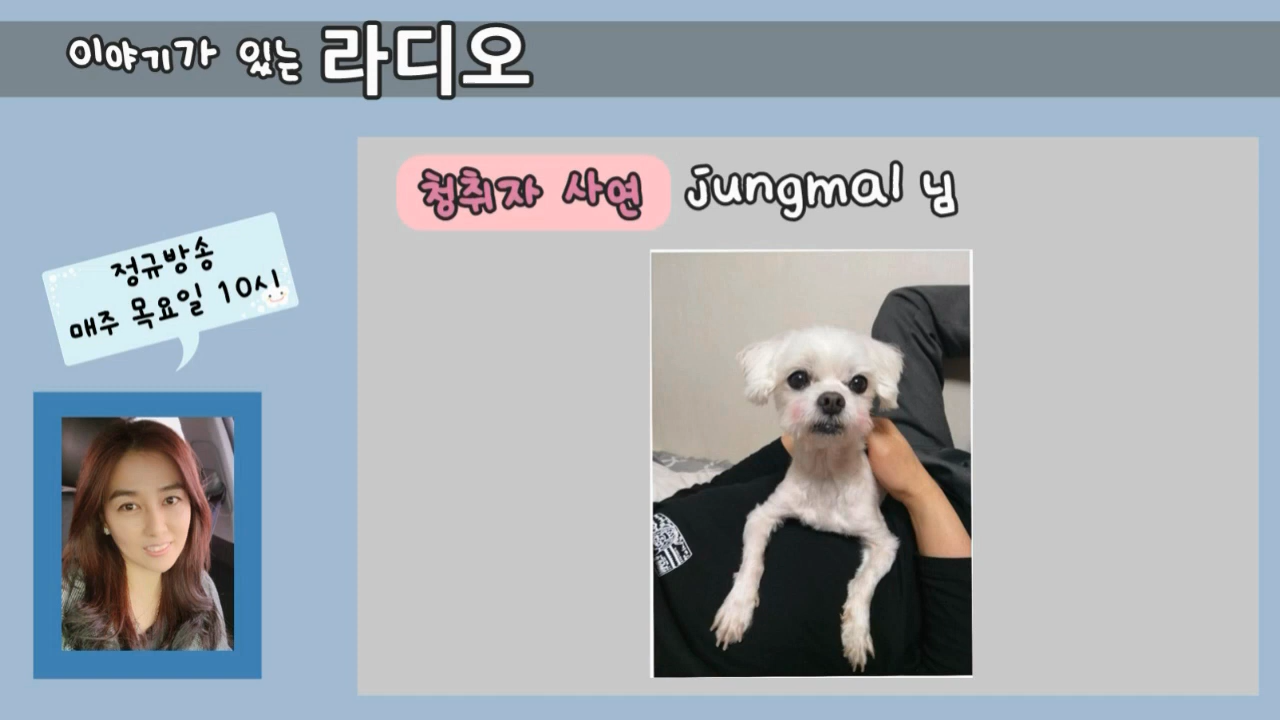 이야기가 있는 라디오
청취자 사연 jungmal 님
정규방송
매주 목요일 10시